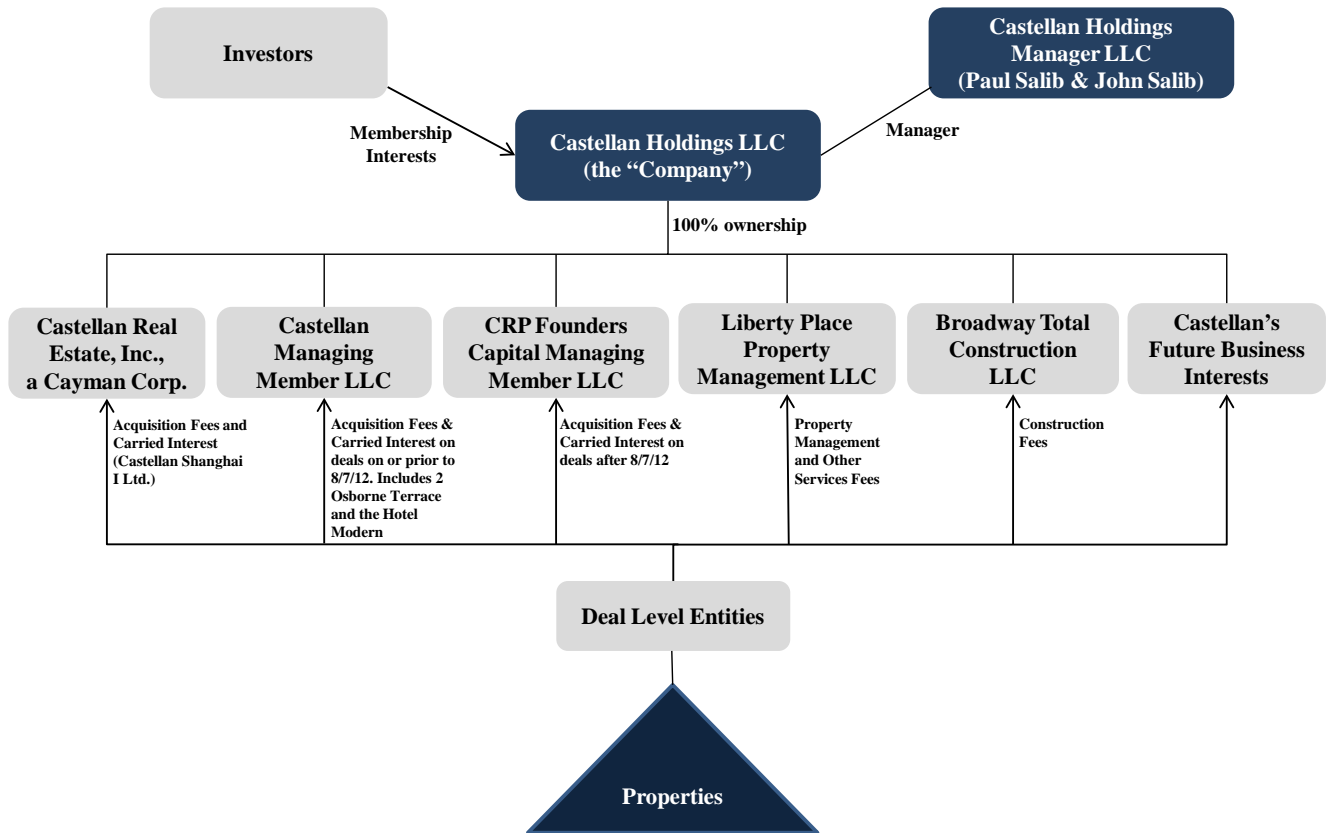 Investors
Castellan Holdings
Manager LLC
(Paul Salib & John Salib)
Membership
Interests
Castellan Holdings LLC
(the “Company”)
Manager
100% ownership
Castellan Real
Estate, Inc.,
a Cayman Corp.
Castellan
Managing
Member LLC
CRP Founders
Capital Managing
Member LLC
Liberty Place
Property
Management LLC
Broadway Total
Construction
LLC
Castellan’s
Future Business
Interests
Acquisition Fees and
Carried Interest
(Castellan Shanghai
I Ltd.)
Acquisition Fees &
Carried Interest on
deals on or prior to
8/7/12. Includes 2
Osborne Terrace
and the Hotel
Modern
Acquisition Fees &
Carried Interest on
deals after 8/7/12
Property
Management
and Other
Services Fees
Construction
Fees
Deal Level Entities
Properties